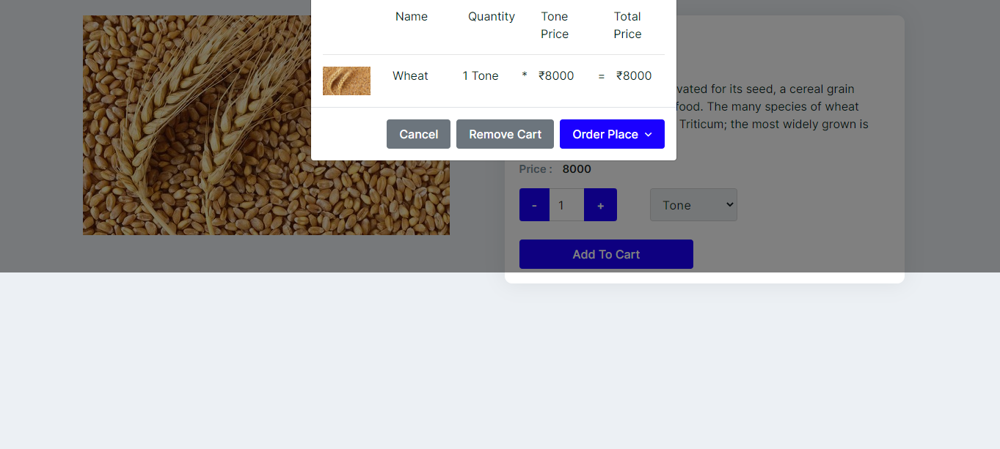 Name Quantity Tone Price Total Price
Wheat 1 Tone * ₹8000 = ₹8000
Cancel Remove Cart Order Place
vated for its seed, a cereal grain
food. The many species of wheat
Triticum; the most widely grown is
Price : 8000
- 1 + Tone
Add To Cart